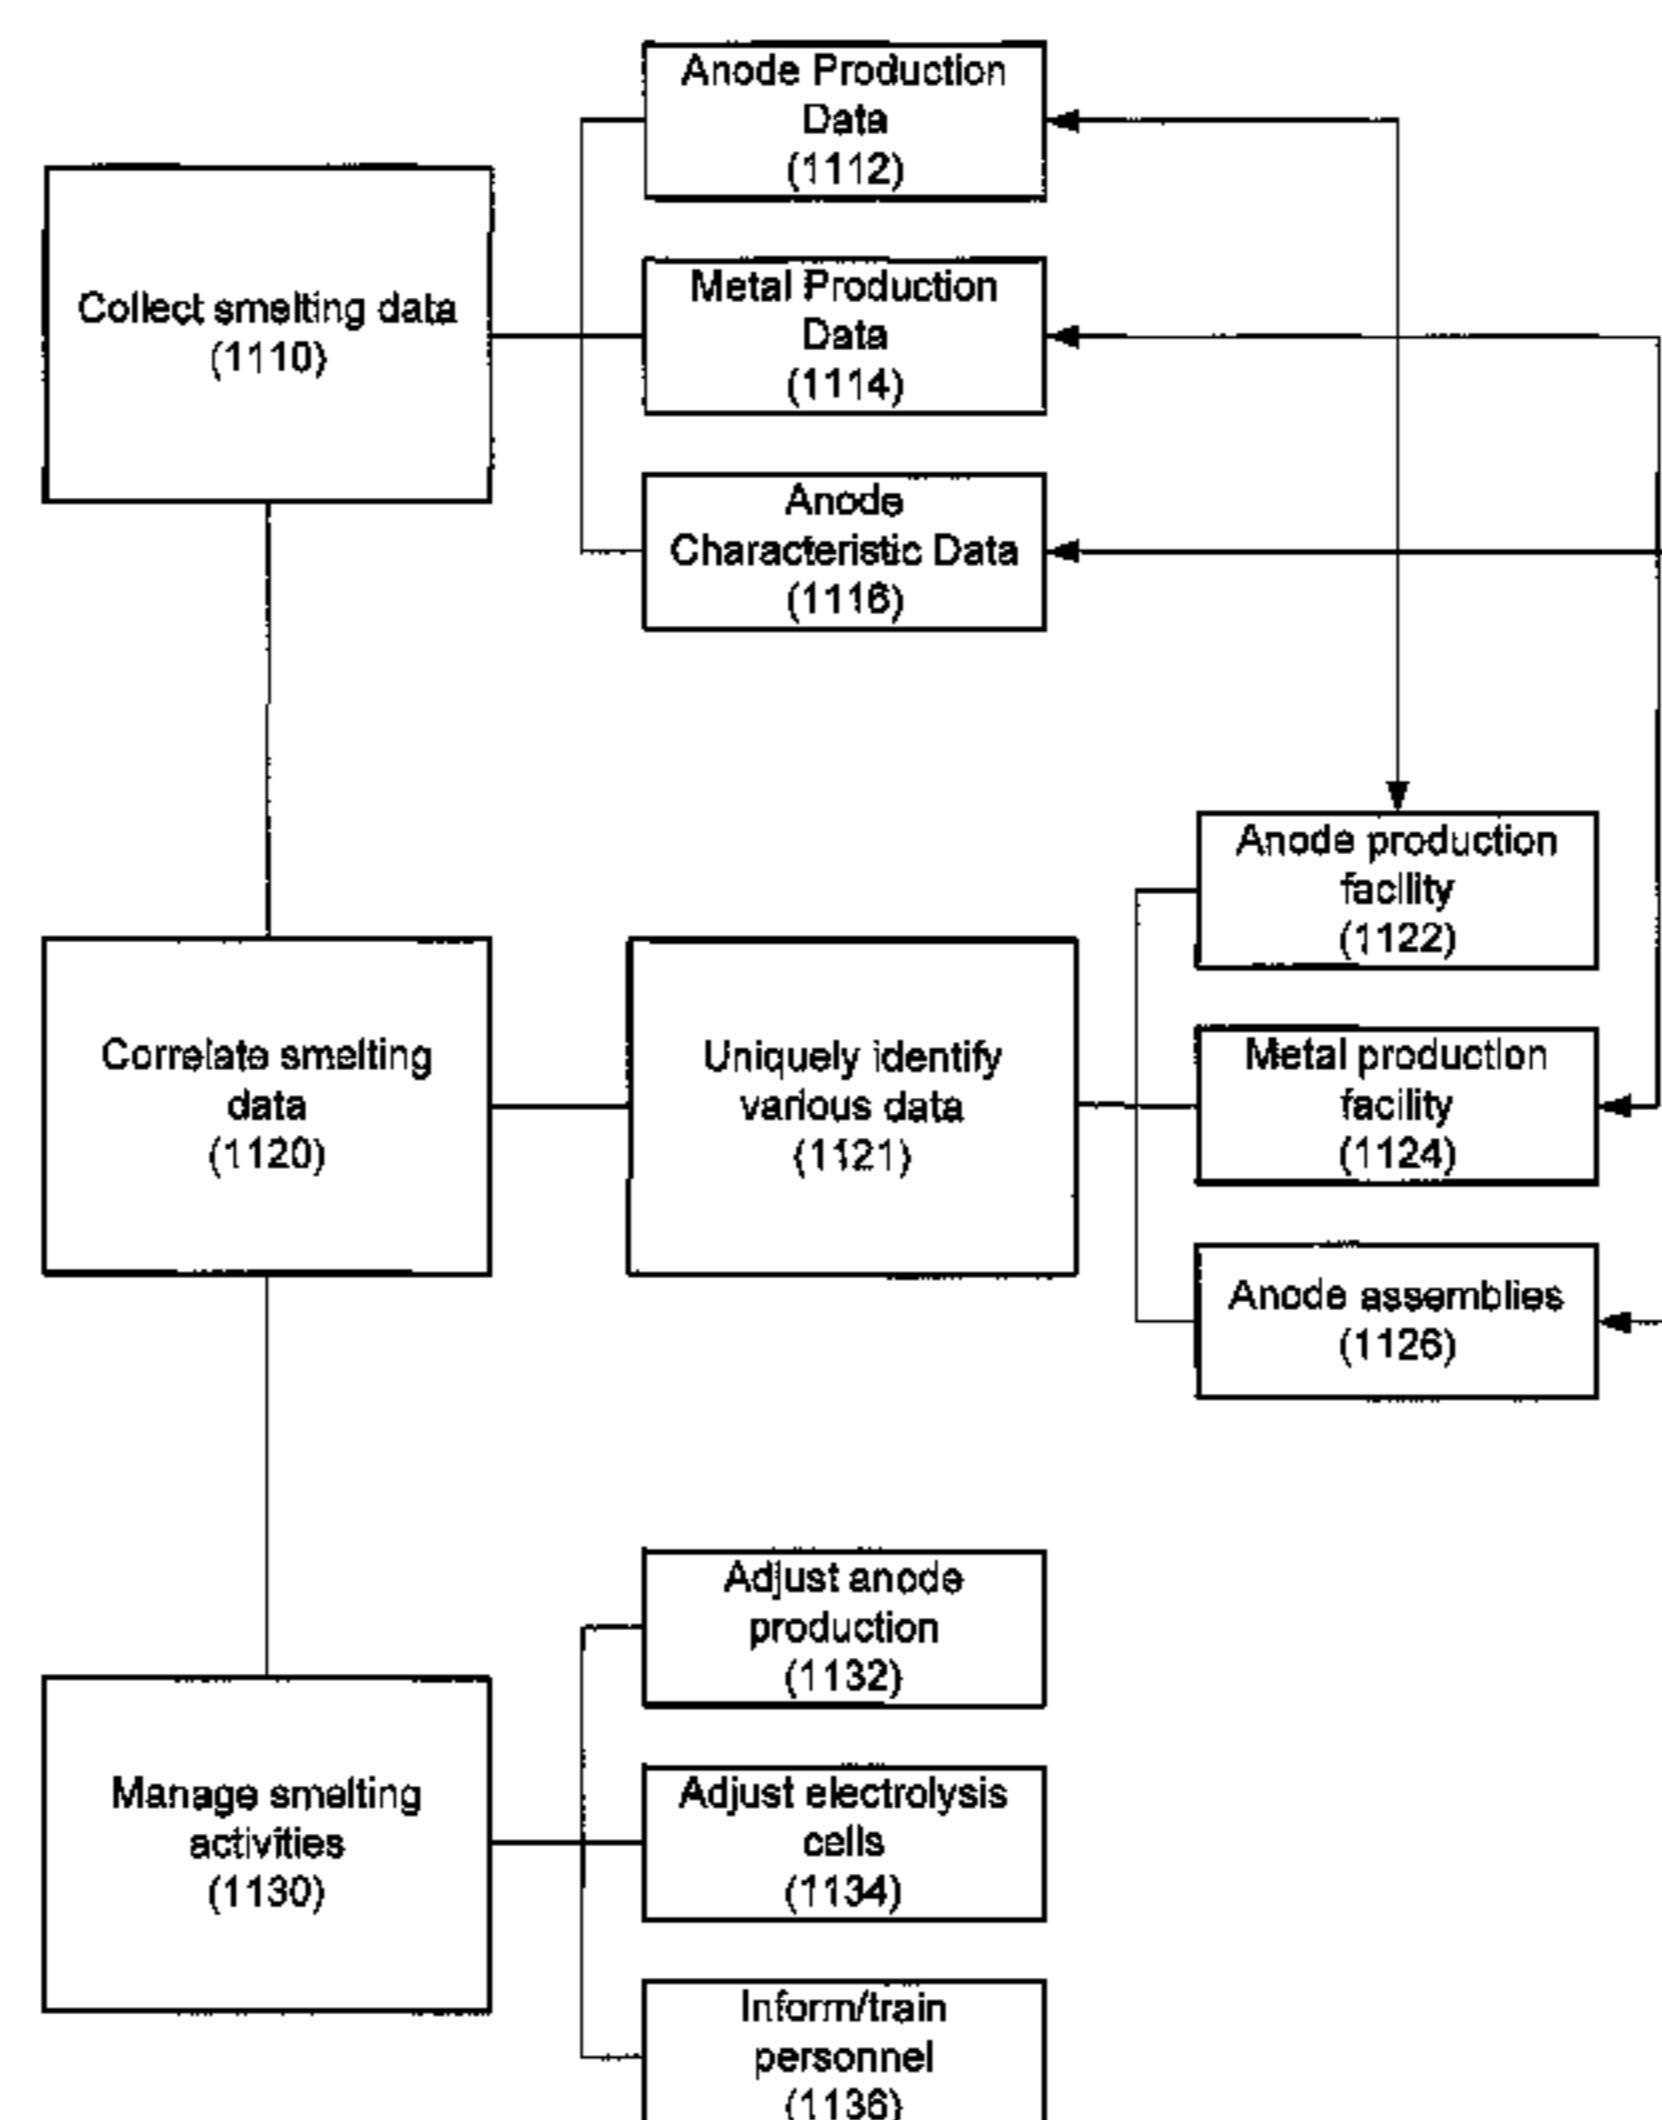 Anode Production
Data
(1112)
Collect smelting data
(1110)
Metal Production
Data
(1114)
Anode
Characteristic Data
(1116)
Anode production
facility
(1122)
Correlate smelting
data
(1120)
Uniquely identify
various data
(1121)
Metal production
facility
(1124)
Anode assemblies
(1126)
Adjust anode
production
(1132)
Manage smelting
activities
(1130)
Adjust electrolysis
cells
(1134)
Inform/train
personnel
(1136)